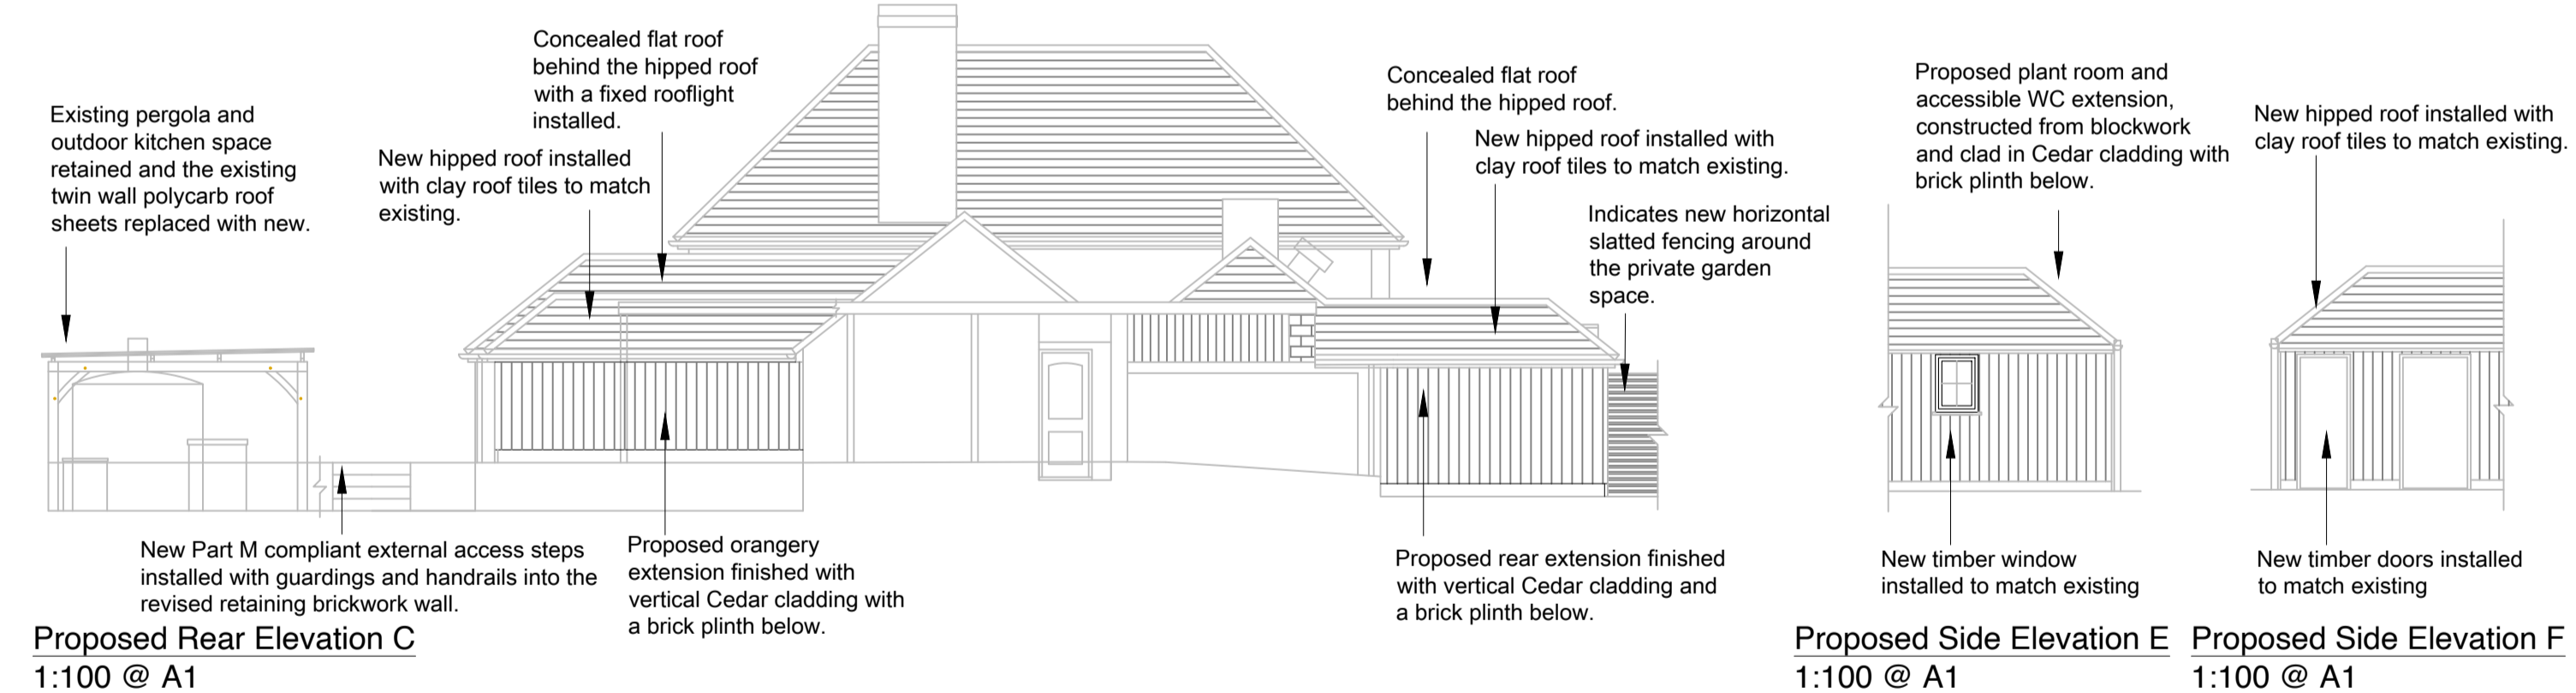 Existing pergola and
outdoor kitchen space
retained and the existing
twin wall polycarb roof
sheets replaced with new.
Concealed flat roof
behind the hipped roof
with a fixed rooflight
installed.
New hipped roof installed
with clay roof tiles to match
existing.
Concealed flat roof
behind the hipped roof.
New hipped roof installed with
clay roof tiles to match existing.
Indicates new horizontal
slatted fencing around
the private garden
space.
New Part M compliant external access steps
installed with guardings and handrails into the
revised retaining brickwork wall.
Proposed orangery
extension finished with
vertical Cedar cladding with
a brick plinth below.
Proposed rear extension finished
with vertical Cedar cladding and
a brick plinth below.
Proposed Rear Elevation C
1:100 @ A1
Proposed plant room and
accessible WC extension,
constructed from blockwork
and clad in Cedar cladding with
brick plinth below.
New timber window
installed to match existing
Proposed Side Elevation E
1:100 @ A1
New hipped roof installed with
clay roof tiles to match existing.
New timber doors installed
to match existing
Proposed Side Elevation F
1:100 @ A1